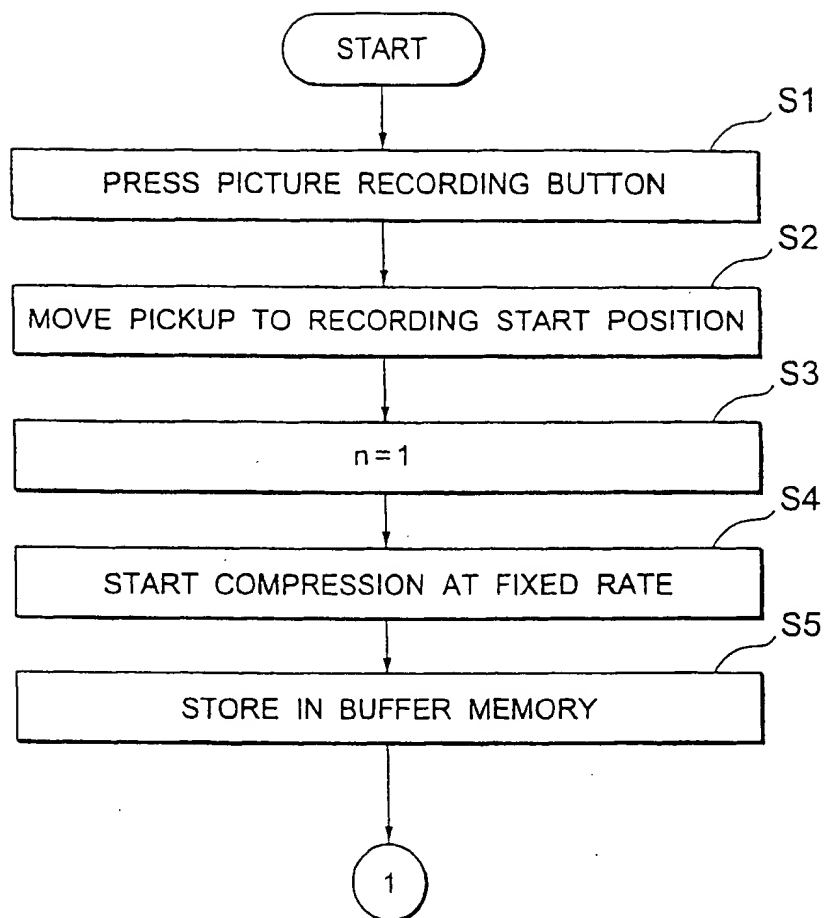 START
S1
PRESS PICTURE RECORDING BUTTON
S2
MOVE PICKUP TO RECORDING START POSITION
S3
n=1
S4
START COMPRESSION AT FIXED RATE
S5
STORE IN BUFFER MEMORY
1